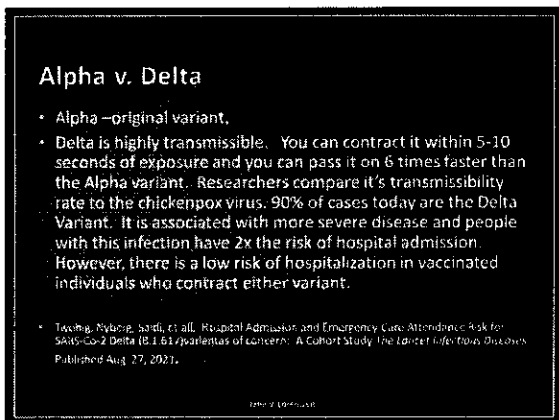 Alpha v. Delta
• Alpha –original variant,
• Delta is highly transmissible. You can contract it within 5-10
seconds of exposure and you can pass it on 6 times faster than
the Alpha variant. Researchers compare it's transmissibility
rate to the chickenpox virus. 90% of cases today are the Delta
Variant. It is associated with more severe disease and people
with this infection have 2x the risk of hospital admission.
However, there is a low risk of hospitalization in vaccinated
individuals who contract either variant.
• Twohig, Nyberg, Zaidi, et all. Hospital Admission and Emergency Care Attendance Risk for
SARS-Co-2 Delta (B.1.617) of concern: A Cohort Study The Lancet Infectious Diseases
Published Aug. 27, 2021.